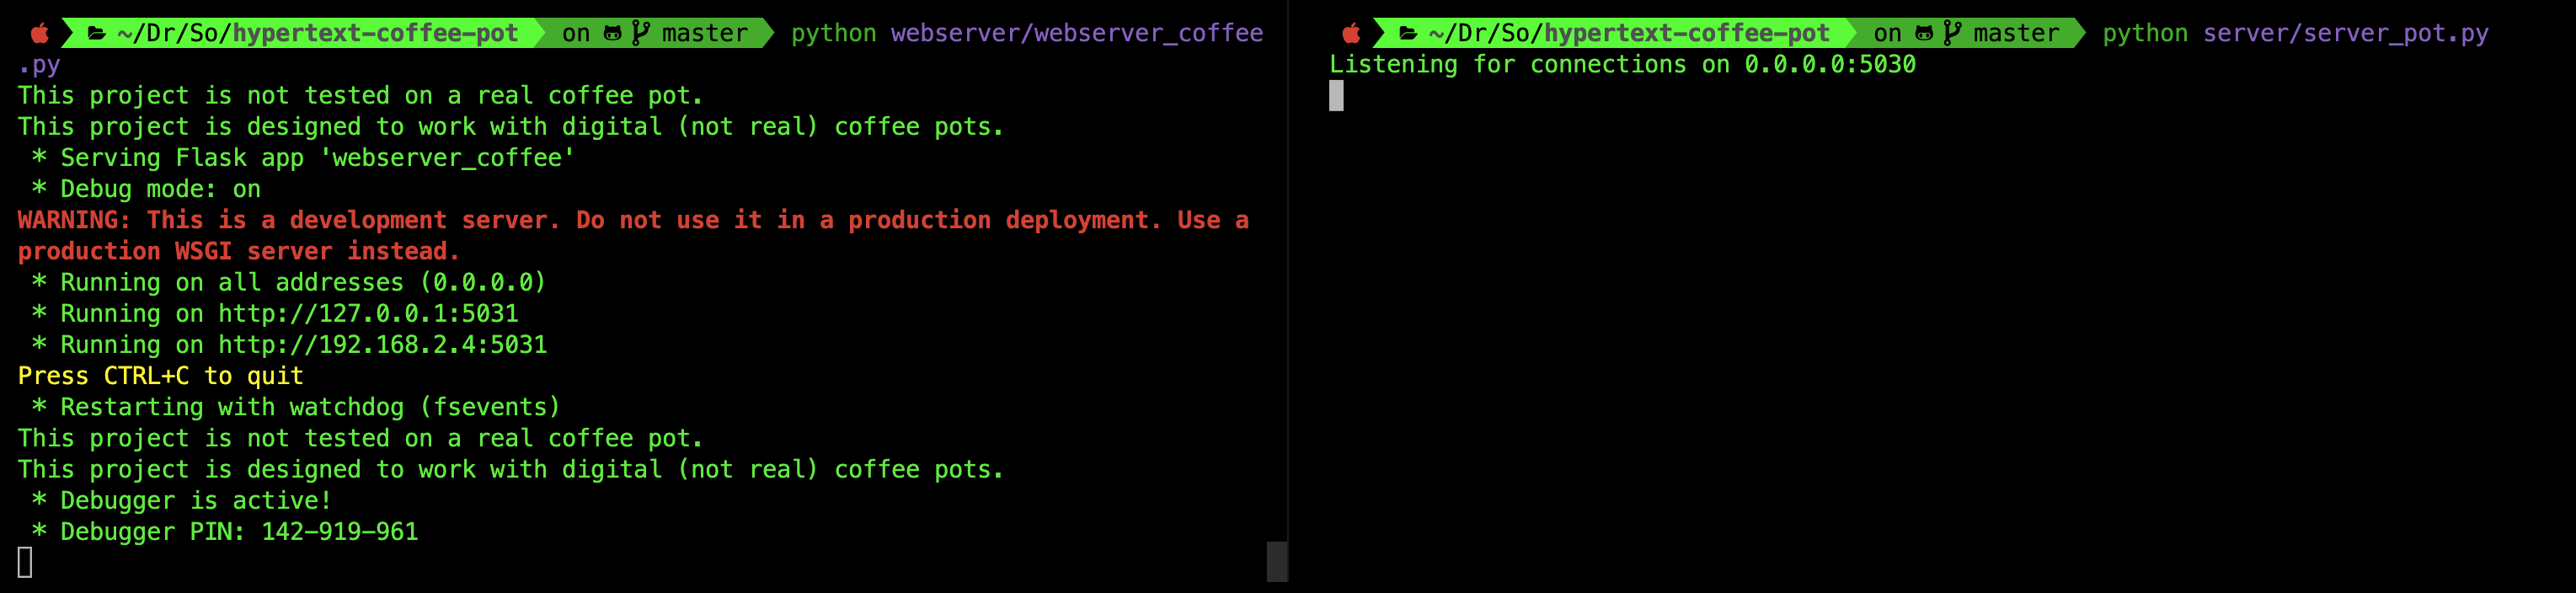 ~/Dr/So/hypertext-coffee-pot on master python webserver/webserver_coffee
.py
This project is not tested on a real coffee pot.
This project is designed to work with digital (not real) coffee pots.
* Serving Flask app 'webserver_coffee'
* Debug mode: on
WARNING: This is a development server. Do not use it in a production deployment. Use a
production WSGI server instead.
* Running on all addresses (0.0.0.0)
* Running on http://127.0.0.1:5031
* Running on http://192.168.2.4:5031
Press CTRL+C to quit
* Restarting with watchdog (fsevents)
This project is not tested on a real coffee pot.
This project is designed to work with digital (not real) coffee pots.
* Debugger is active!
* Debugger PIN: 142-919-961
~/Dr/So/hypertext-coffee-pot on master python server/server_pot.py
Listening for connections on 0.0.0.0:5030